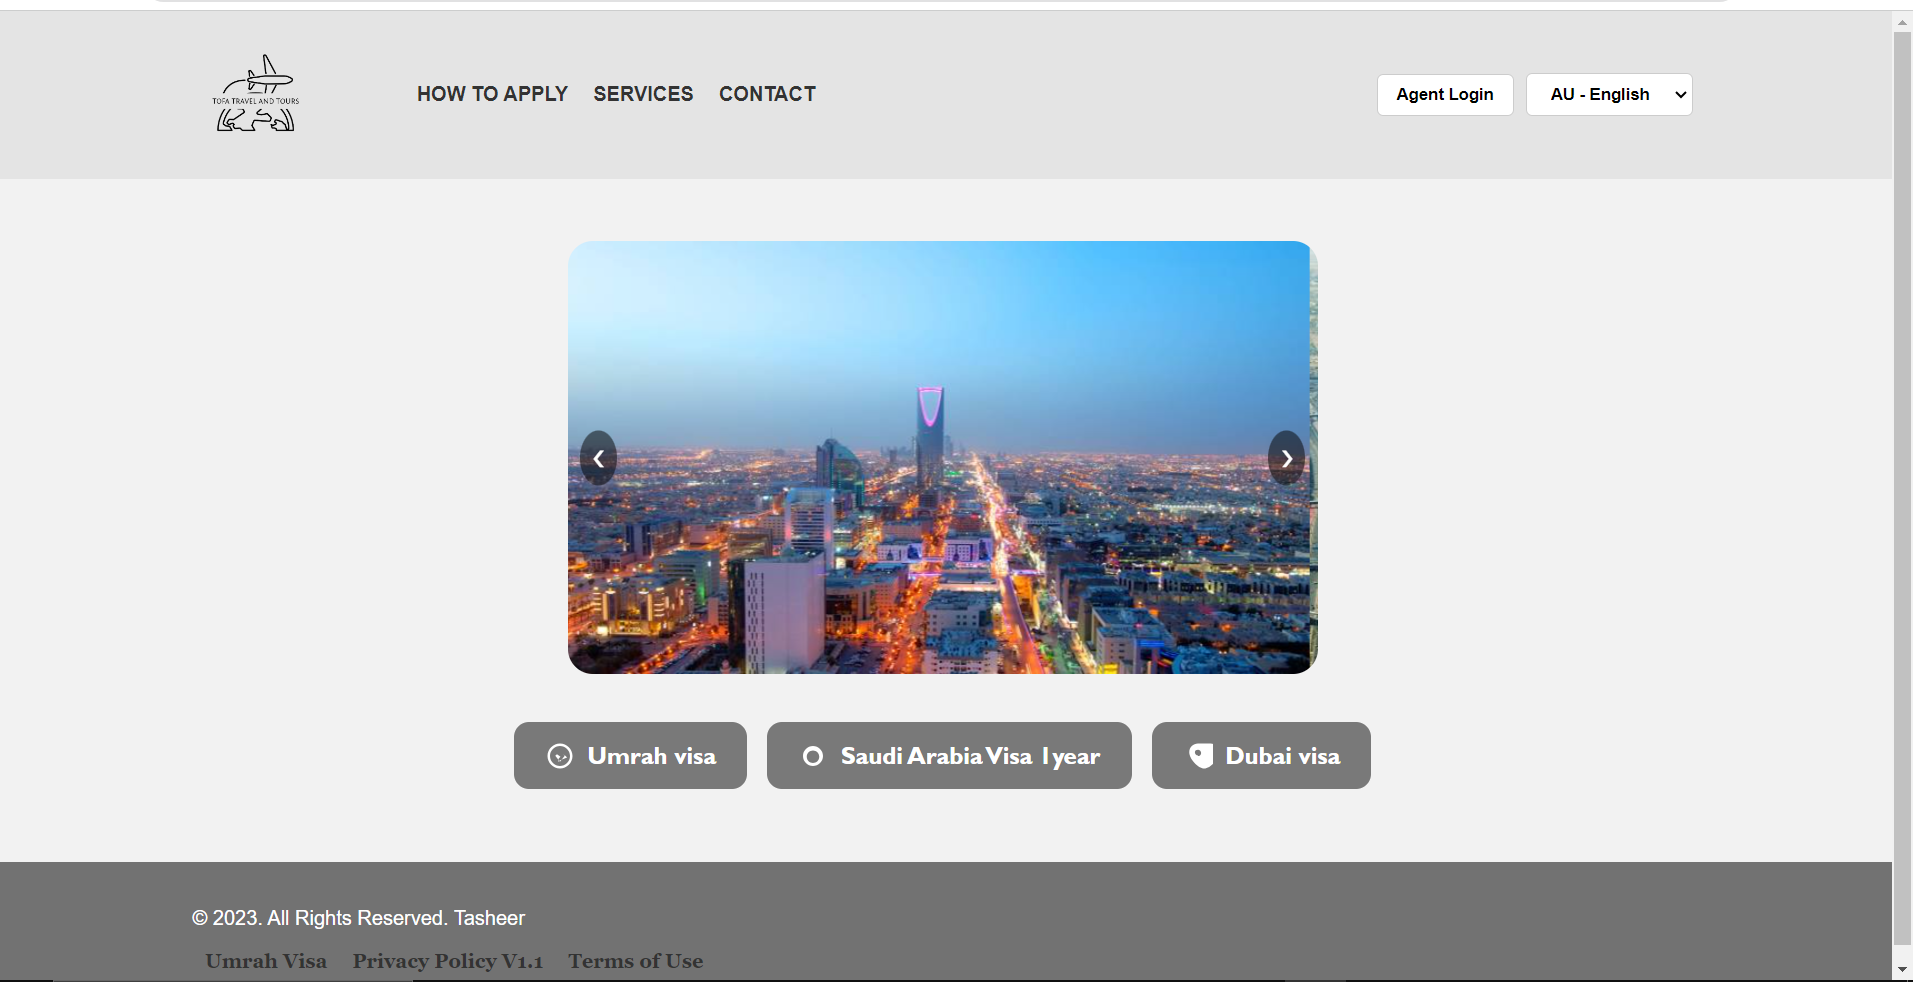 TOFA TRAVEL AND TOURS
HOW TO APPLY SERVICES CONTACT
Agent Login AU - English
Umrah visa Saudi Arabia Visa 1year Dubai visa
© 2023. All Rights Reserved. Tasheer
Umrah Visa Privacy Policy V1.1 Terms of Use